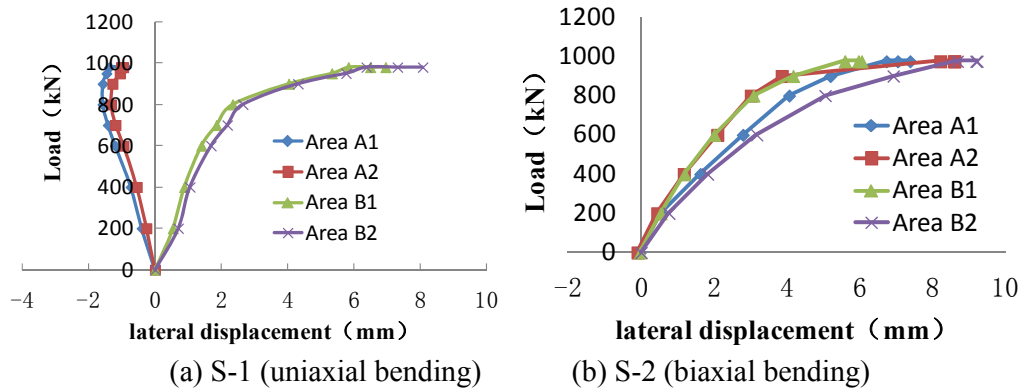 1200
1000
800
600
400
200
0
Load（kN）
Area A1
Area A2
Area B1
Area B2
−4 −2 0 2 4 6 8 10
lateral displacement（mm）
(a) S-1 (uniaxial bending)
1200
1000
800
600
400
200
0
Load（kN）
Area A1
Area A2
Area B1
Area B2
−2 0 2 4 6 8 10
lateral displacement（mm）
(b) S-2 (biaxial bending)